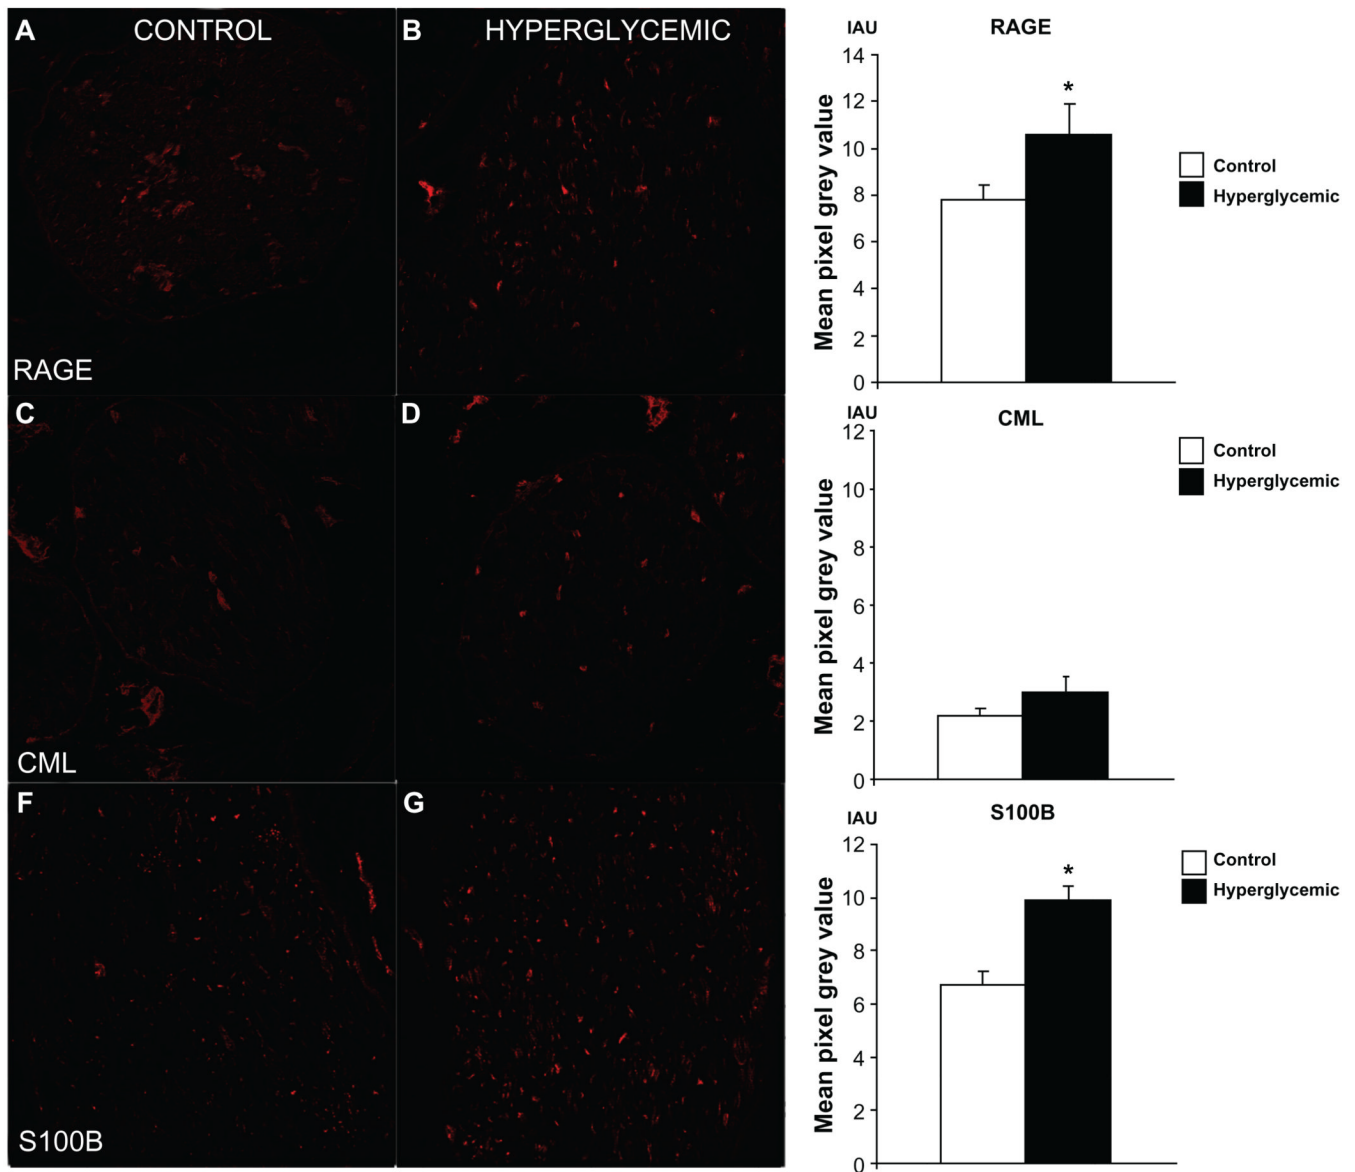 A CONTROL
B HYPERGLYCEMIC
RAGE
C
D
CML
F
G
S100B
IAU RAGE
14
12
10
8
6
4
2
0
Mean pixel grey value
*
Control
Hyperglycemic
IAU CML
12
10
8
6
4
2
0
Mean pixel grey value
Control
Hyperglycemic
IAU S100B
12
10
8
6
4
2
0
Mean pixel grey value
*
Control
Hyperglycemic